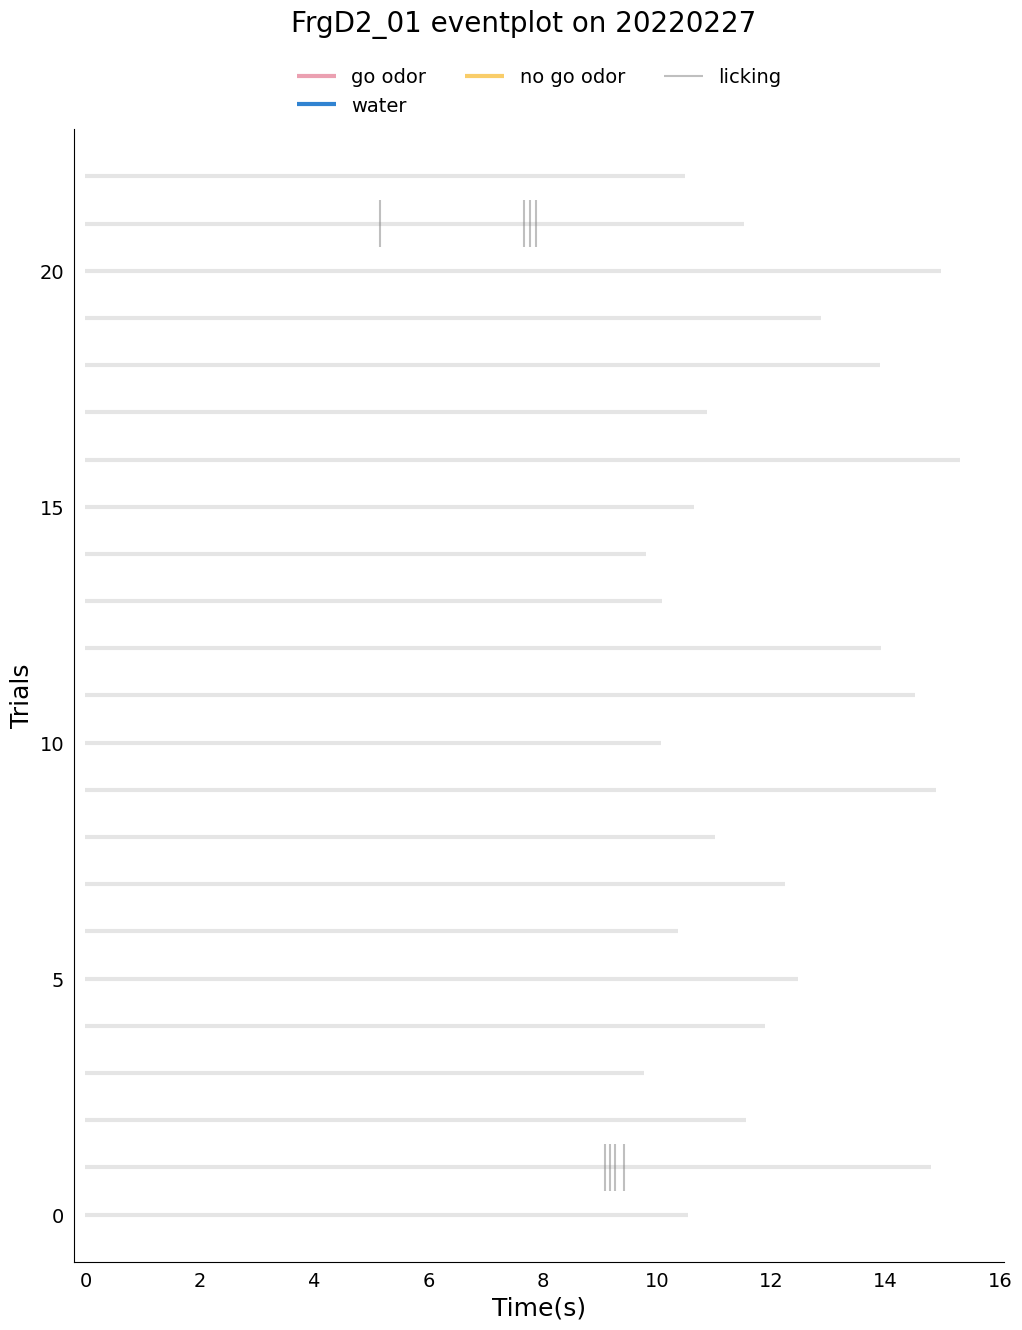 FrgD2_01 eventplot on 20220227
go odor no go odor licking
water
20
15
10
5
0
Trials
0 2 4 6 8 10 12 14 16
Time(s)